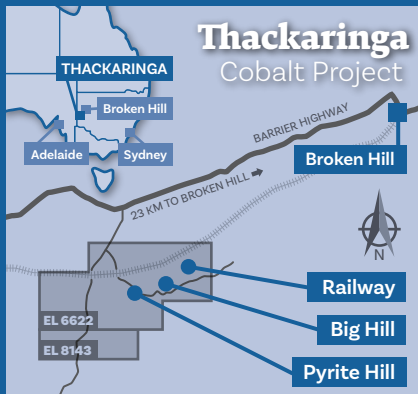 Thackaringa
Cobalt Project
THACKARINGA
Broken Hill
Adelaide
Sydney
BARRIER HIGHWAY
Broken Hill
23 KM TO BROKEN HILL
N
Railway
EL 6622
Big Hill
EL 8143
Pyrite Hill